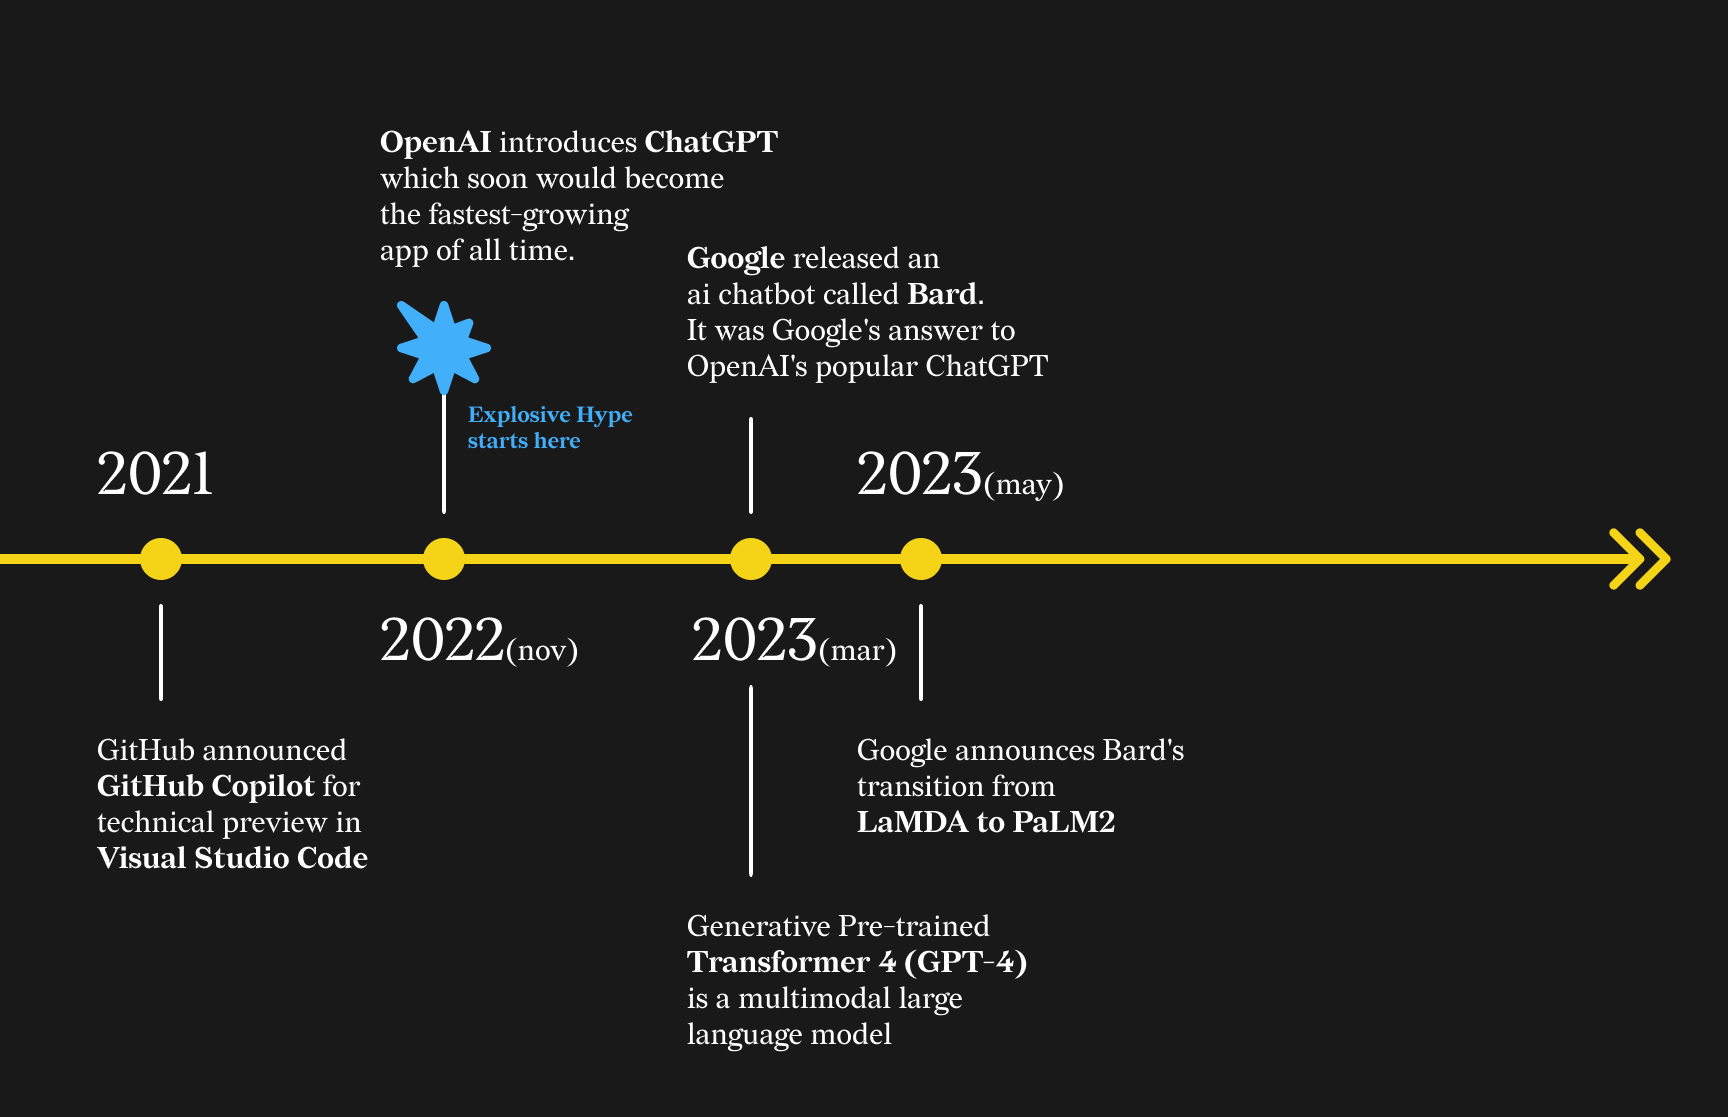 OpenAI introduces ChatGPT
which soon would become
the fastest-growing
app of all time.
Explosive Hype
starts here
Google released an
ai chatbot called Bard.
It was Google's answer to
OpenAI's popular ChatGPT
2021
2023(may)
2022(nov)
2023(mar)
GitHub announced
GitHub Copilot for
technical preview in
Visual Studio Code
Google announces Bard's
transition from
LaMDA to PaLM2
Generative Pre-trained
Transformer 4 (GPT-4)
is a multimodal large
language model